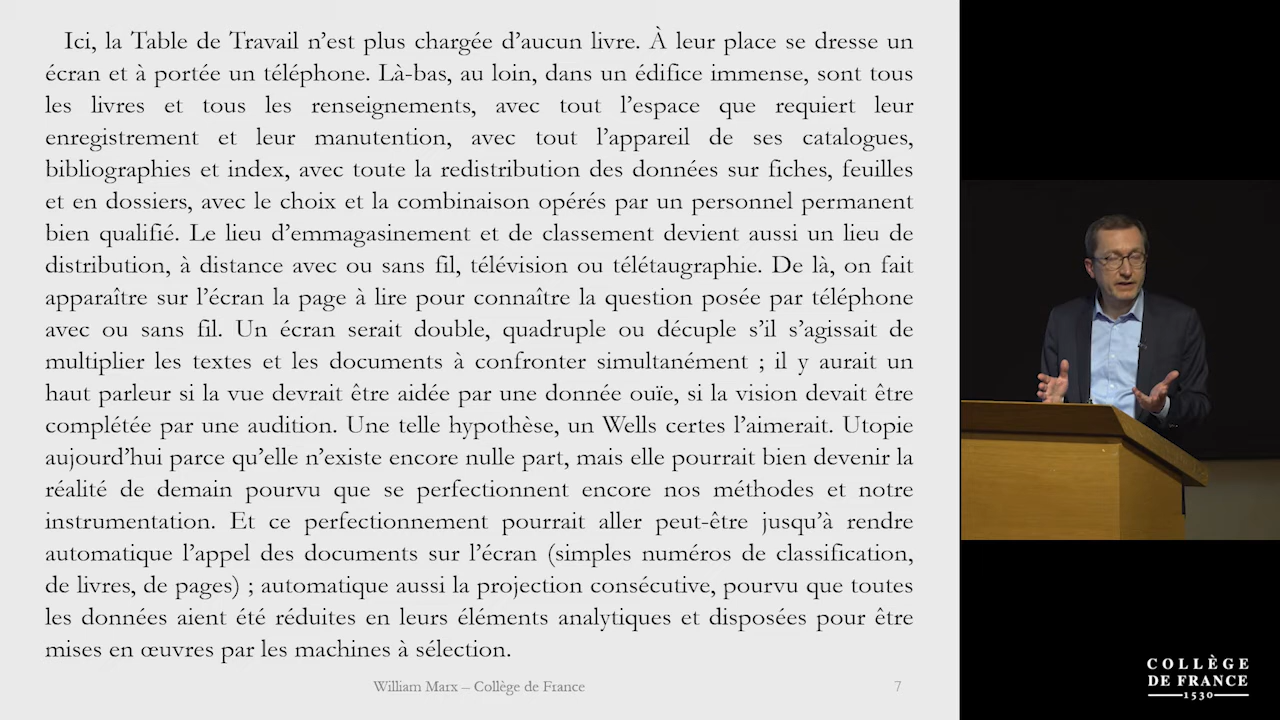 Ici, la Table de Travail n’est plus chargée d’aucun livre. À leur place se dresse un
écran et à portée un téléphone. Là-bas, au loin, dans un édifice immense, sont tous
les livres et tous les renseignements, avec tout l’espace que requiert leur
enregistrement et leur manutention, avec tout l’appareil de ses catalogues,
bibliographies et index, avec toute la redistribution des données sur fiches, feuilles
et en dossiers, avec le choix et la combinaison opérés par un personnel permanent
bien qualifié. Le lieu d’emmagasinement et de classement devient aussi un lieu de
distribution, à distance avec ou sans fil, télévision ou télétaugraphie. De là, on fait
apparaître sur l’écran la page à lire pour connaître la question posée par téléphone
avec ou sans fil. Un écran serait double, quadruple ou décuple s’il s’agissait de
multiplier les textes et les documents à confronter simultanément ; il y aurait un
haut parleur si la vue devrait être aidée par une donnée ouïe, si la vision devait être
complétée par une audition. Une telle hypothèse, un Wells certes l’aimerait. Utopie
aujourd’hui parce qu’elle n’existe encore nulle part, mais elle pourrait bien devenir la
réalité de demain pourvu que se perfectionnent encore nos méthodes et notre
instrumentation. Et ce perfectionnement pourrait aller peut-être jusqu’à rendre
automatique l’appel des documents sur l’écran (simples numéros de classification,
de livres, de pages) ; automatique aussi la projection consécutive, pourvu que toutes
les données aient été réduites en leurs éléments analytiques et disposées pour être
mises en œuvres par les machines à sélection.
William Marx – Collège de France
7
COLLÈGE
DE FRANCE
1530